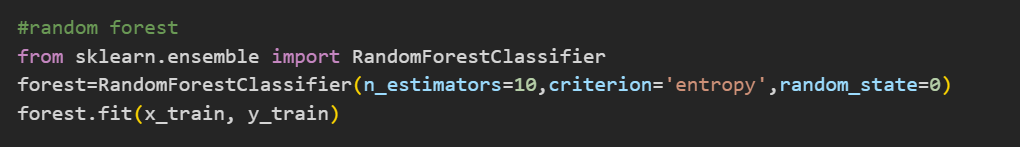 #random forest
from sklearn.ensemble import RandomForestClassifier
forest=RandomForestClassifier(n_estimators=10,criterion='entropy',random_state=0)
forest.fit(x_train, y_train)